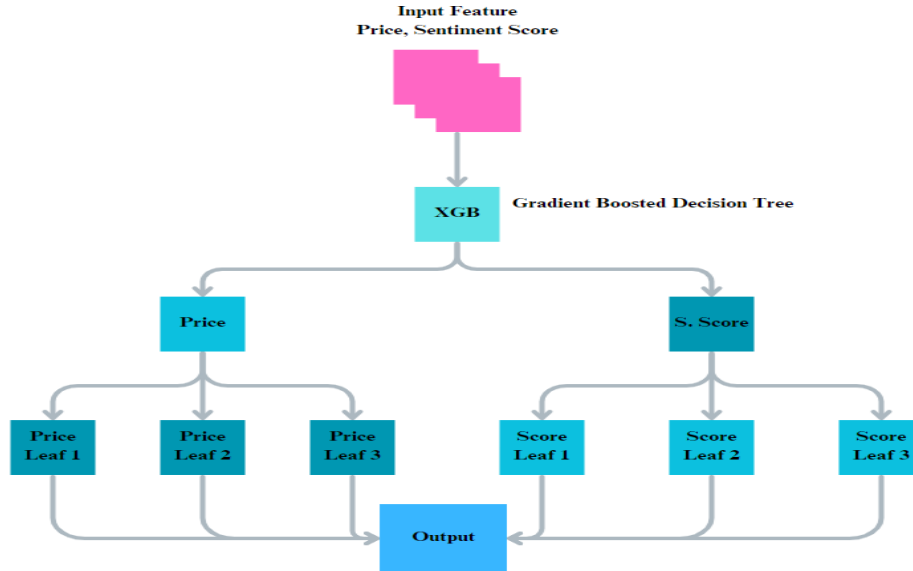 Input Feature
Price, Sentiment Score
XGB
Gradient Boosted Decision Tree
Price
S. Score
Price
Leaf 1
Price
Leaf 2
Price
Leaf 3
Score
Leaf 1
Score
Leaf 2
Score
Leaf 3
Output